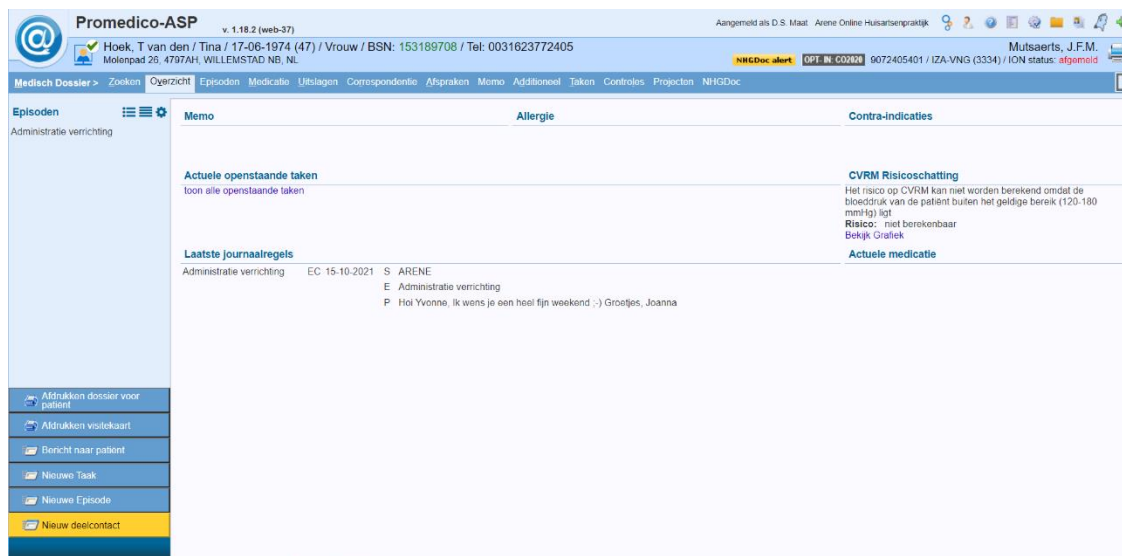 Promedico-ASP v. 1.18.2 (web-37)
Aangemeld als D.S. Maat Arene Online Huisartsenpraktijk
Hoek, T van den / Tina / 17-06-1974 (47) / Vrouw / BSN: 153189708 / Tel: 0031623772405
Mutsaerts, J.F.M.
Molenpad 26, 4797AH, WILLEMSTAD NB, NL
NHGDoc alert OPT-IN: CO2020 9072405401 / IZA-VNG (3334) / ION status: afgemeld
Medisch Dossier > Zoeken Overzicht Episoden Medicatie Uitslagen Correspondentie Afspraken Memo Additioneel Taken Controles Projecten NHGDoc
Episoden
Administratie verrichting
Memo
Allergie
Contra-indicaties
Actuele openstaande taken
toon alle openstaande taken
CVRM Risicoschatting
Het risico op CVRM kan niet worden berekend omdat de
bloeddruk van de patiënt buiten het geldige bereik (120-180
mmHg) ligt
Risico: niet berekenbaar
Bekijk Grafiek
Laatste journaalregels
Actuele medicatie
Administratie verrichting EC 15-10-2021 S ARENE
E Administratie verrichting
P Hoi Yvonne, Ik wens je een heel fijn weekend ;-) Groetjes, Joanna
Afdrukken dossier voor
patiënt
Afdrukken visitekaart
Bericht naar patiënt
Nieuwe Taak
Nieuwe Episode
Nieuw deelcontact